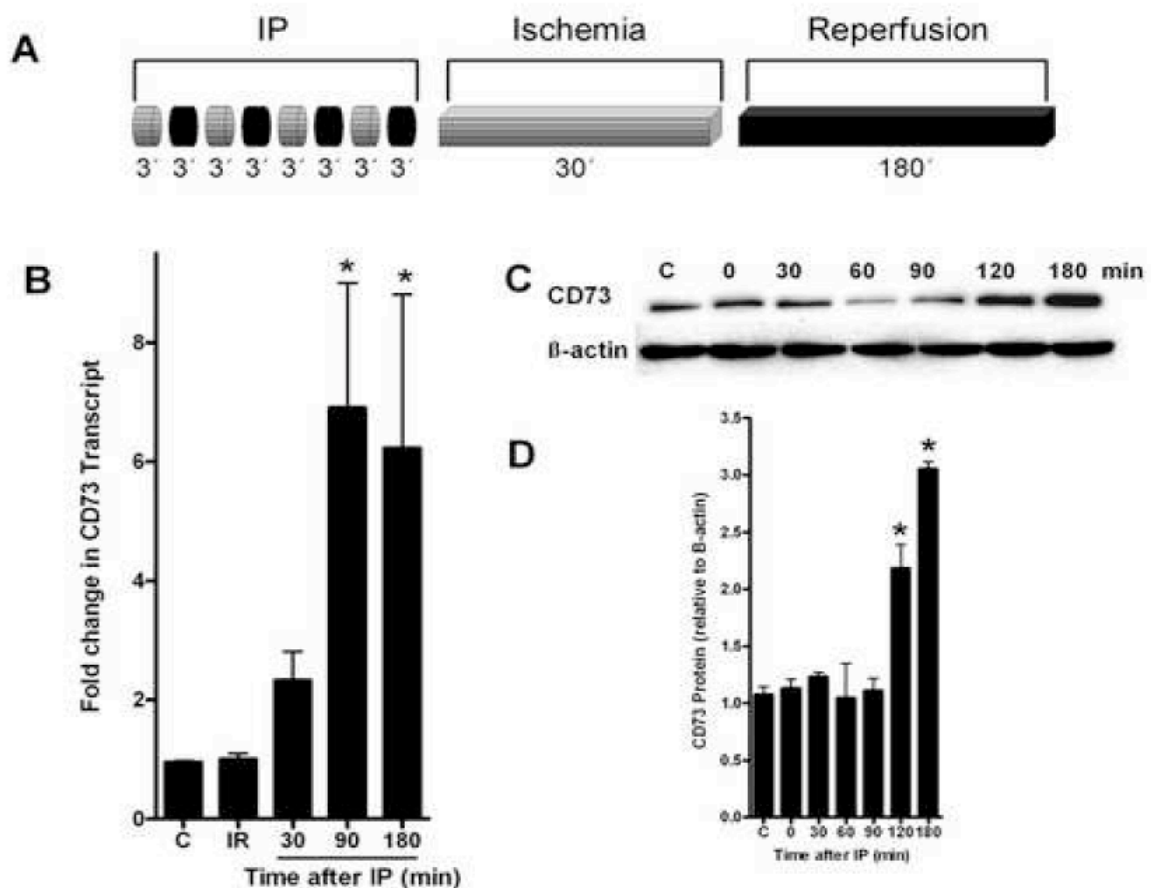 A
IP Ischemia Reperfusion
3´ 3´ 3´ 3´ 3´ 3´ 3´ 3´ 30´ 180´
B
Fold change in CD73 Transcript
8
6
4
2
0
* *
C IR 30 90 180
Time after IP (min)
C
C 0 30 60 90 120 180 min
CD73
ß-actin
D
CD73 Protein (relative to B-actin)
3.5
3.0
2.5
2.0
1.5
1.0
0.5
0.0
* *
C 0 30 60 90 120 180
Time after IP (min)